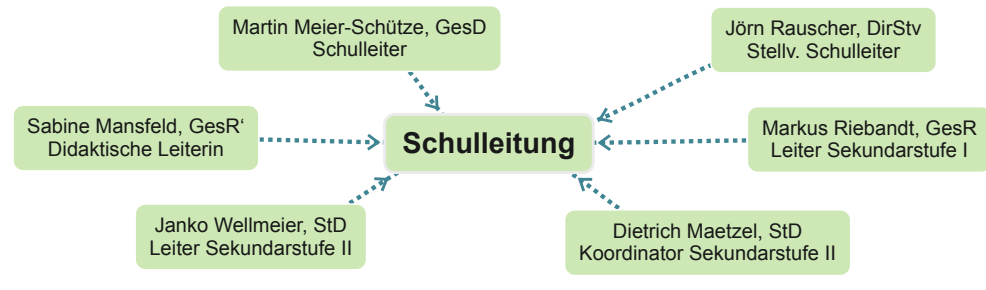 Martin Meier-Schütze, GesD
Schulleiter
Jörn Rauscher, DirStv
Stellv. Schulleiter
Sabine Mansfeld, GesR‘
Didaktische Leiterin
Schulleitung
Markus Riebandt, GesR
Leiter Sekundarstufe I
Janko Wellmeier, StD
Leiter Sekundarstufe II
Dietrich Maetzel, StD
Koordinator Sekundarstufe II